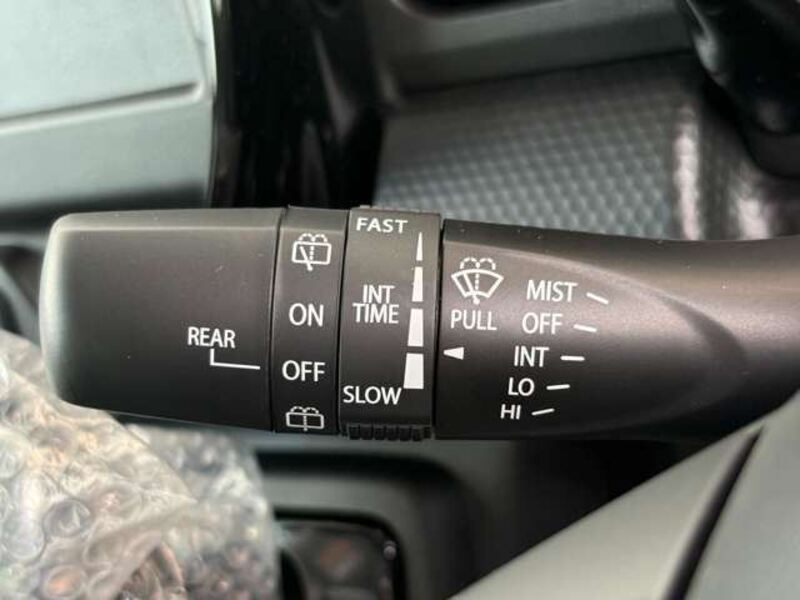 REAR
ON
OFF
FAST
INT
TIME
SLOW
PULL
MIST
OFF
INT
LO
HI